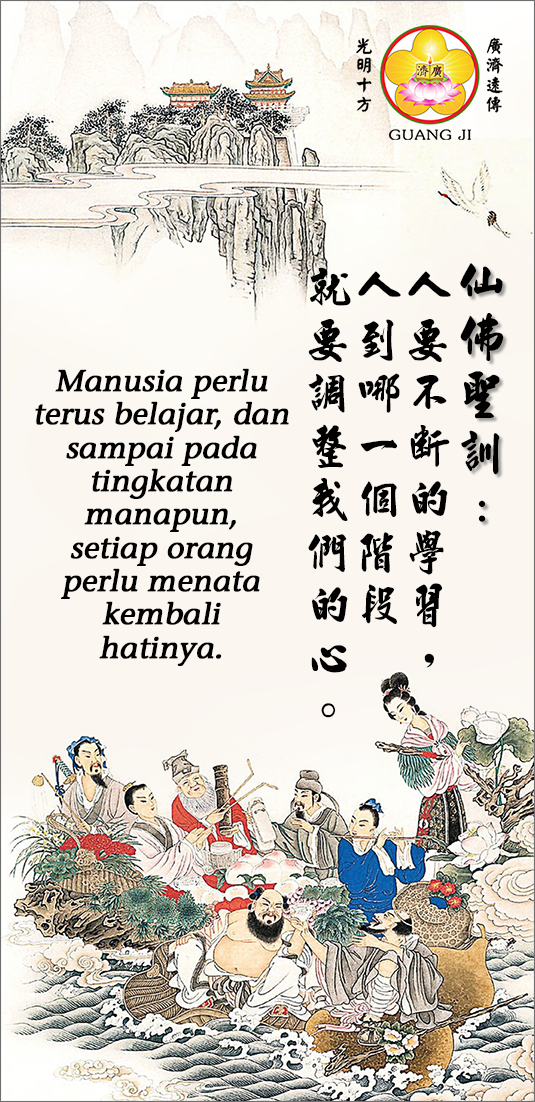 廣濟遠傳
光明十方
廣濟
GUANG JI
仙佛聖訓：
人要不断的學習，
人到哪一個階段
就要調整我們的心。
Manusia perlu
terus belajar, dan
sampai pada
tingkatan
manapun,
setiap orang
perlu menata
kembali
hatinya.